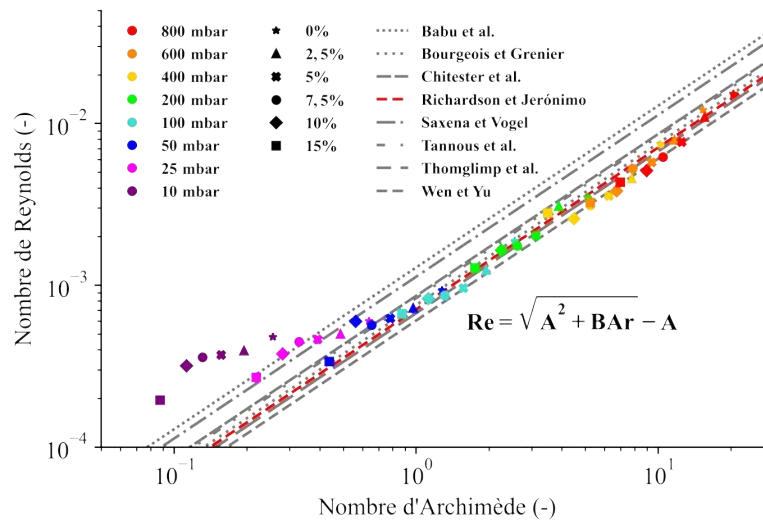 800 mbar
600 mbar
400 mbar
200 mbar
100 mbar
50 mbar
25 mbar
10 mbar
0%
2,5%
5%
7,5%
10%
15%
Babu et al.
Bourgeois et Grenier
Chitester et al.
Richardson et Jerónimo
Saxena et Vogel
Tannous et al.
Thomglimp et al.
Wen et Yu
Nombre de Reynolds (-)
10⁻²
10⁻³
10⁻⁴
Re = √(A² + BAr) − A
10⁻¹
10⁰
10¹
Nombre d'Archimède (-)